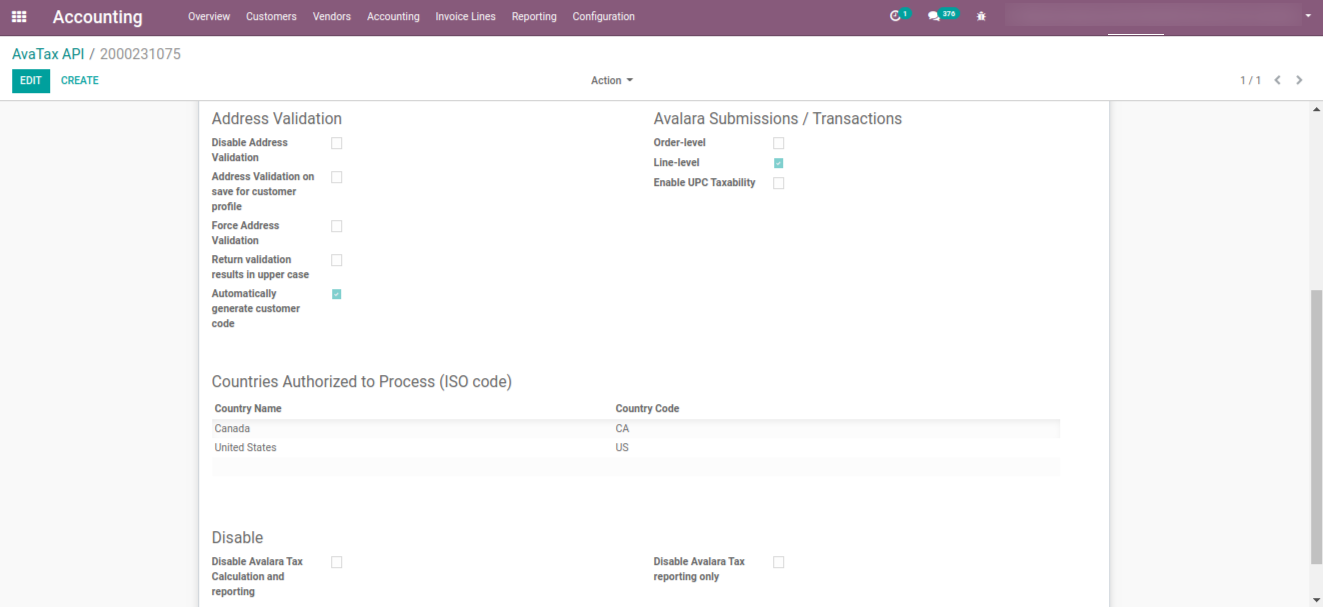 Accounting
Overview Customers Vendors Accounting Invoice Lines Reporting Configuration
1 376
AvaTax API / 2000231075
EDIT CREATE
Action
1 / 1
Address Validation
Disable Address
Validation
Address Validation on
save for customer
profile
Force Address
Validation
Return validation
results in upper case
Automatically
generate customer
code
Avalara Submissions / Transactions
Order-level
Line-level
Enable UPC Taxability
Countries Authorized to Process (ISO code)
Country Name Country Code
Canada CA
United States US
Disable
Disable Avalara Tax
Calculation and
reporting
Disable Avalara Tax
reporting only